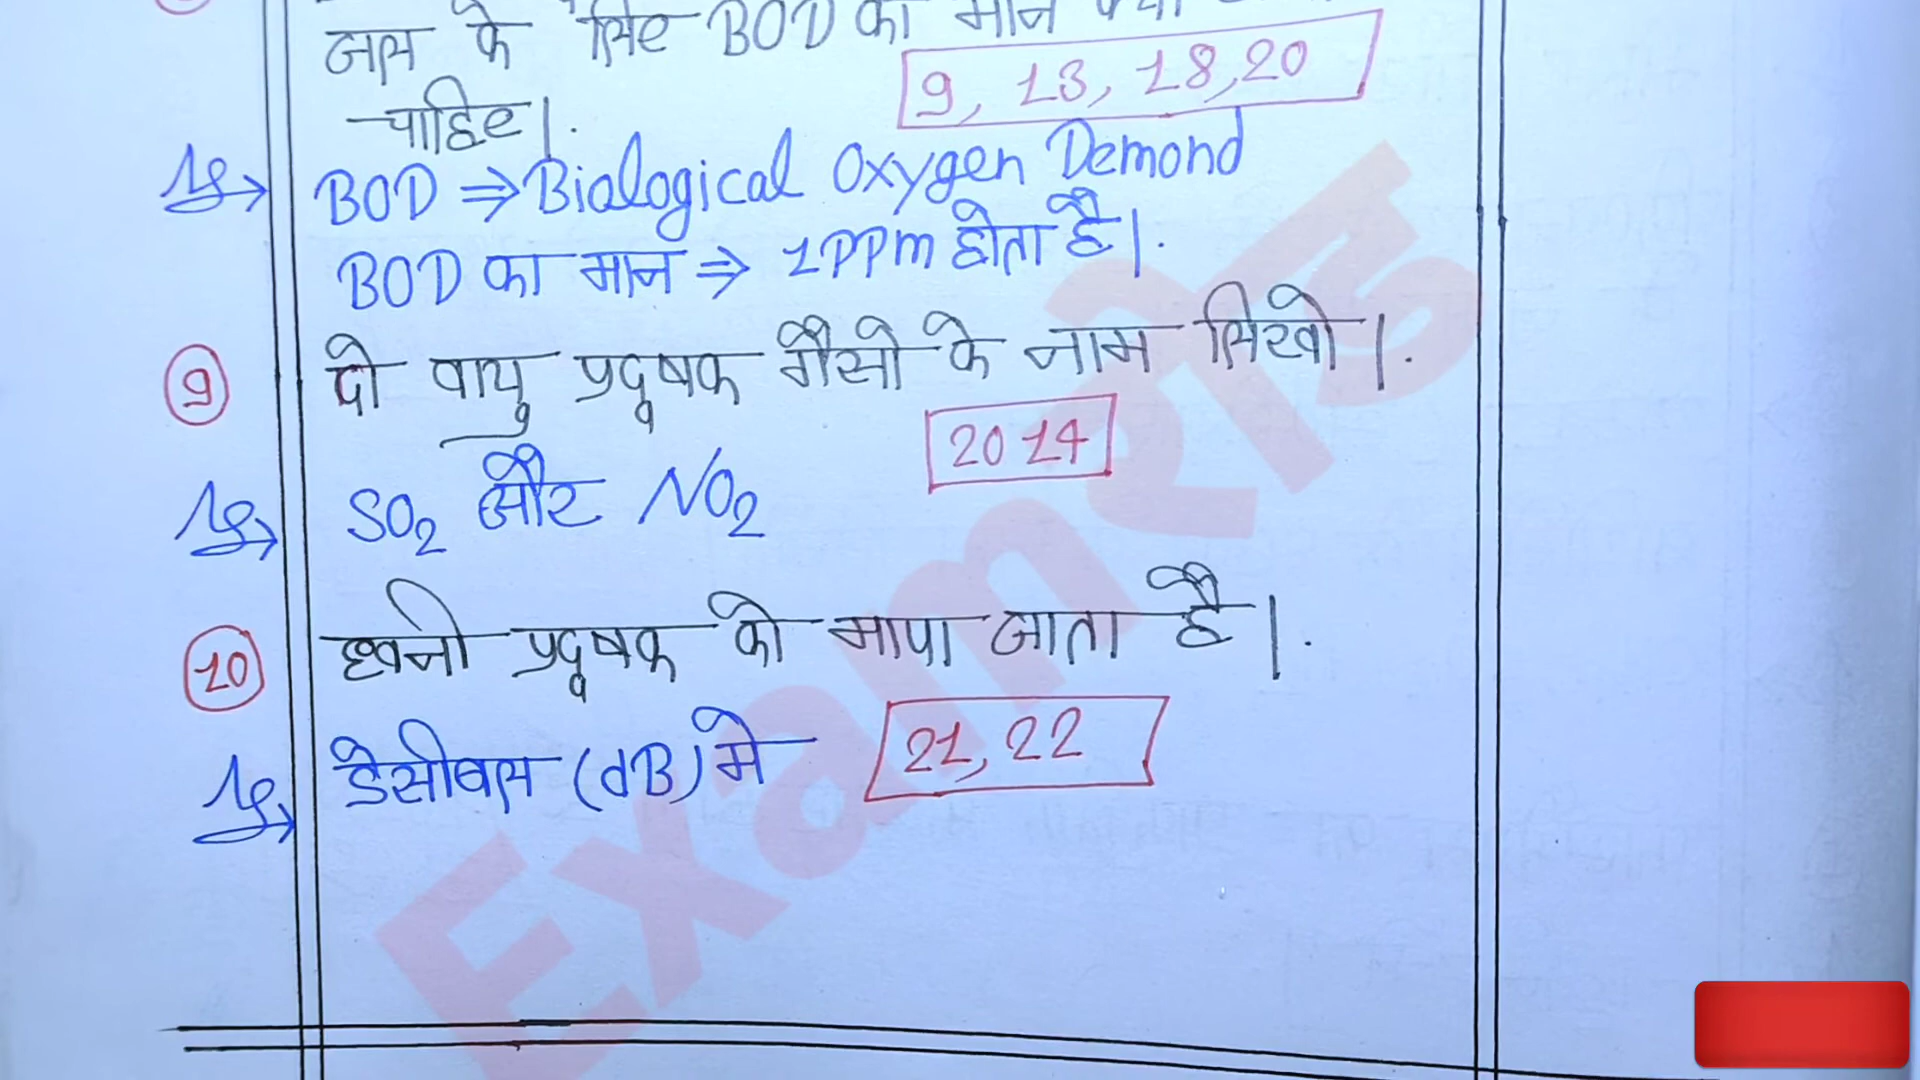 जल के लिए BOD का मान क्या
9, 13, 18, 20
चाहिए।
Ans→ BOD ⇒ Biological Oxygen Demond
BOD का मान ⇒ 1PPm होता है।
9 दो वायु प्रदूषक गैसो के नाम लिखो।
2014
Ans→ SO2 और NO2
10 ध्वनी प्रदूषक को मापा जाता है।
Ans→ डेसीबल (dB) मे
21, 22
Examशाई